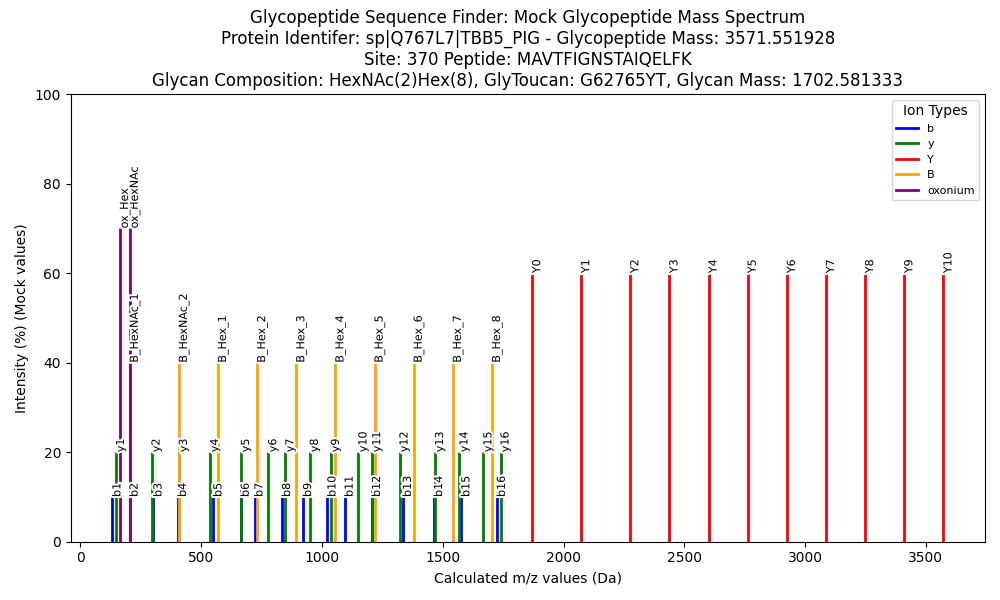 Glycopeptide Sequence Finder: Mock Glycopeptide Mass Spectrum
Protein Identifer: sp|Q767L7|TBB5_PIG - Glycopeptide Mass: 3571.551928
Site: 370 Peptide: MAVTFIGNSTAIQELFK
Glycan Composition: HexNAc(2)Hex(8), GlyToucan: G62765YT, Glycan Mass: 1702.581333
Intensity (%) (Mock values)
100
80
60
40
20
0
Ion Types
b
y
Y
B
oxonium
ox_Hex
ox_HexNAc
B_HexNAc_1
B_HexNAc_2
B_Hex_1
B_Hex_2
B_Hex_3
B_Hex_4
B_Hex_5
B_Hex_6
B_Hex_7
B_Hex_8
Y0
Y1
Y2
Y3
Y4
Y5
Y6
Y7
Y8
Y9
Y10
y1
y2
y3
y4
y5
y6
y7
y8
y9
y10
y11
y12
y13
y14
y15
y16
b1
b2
b3
b4
b5
b6
b7
b8
b9
b10
b11
b12
b13
b14
b15
b16
0
500
1000
1500
2000
2500
3000
3500
Calculated m/z values (Da)